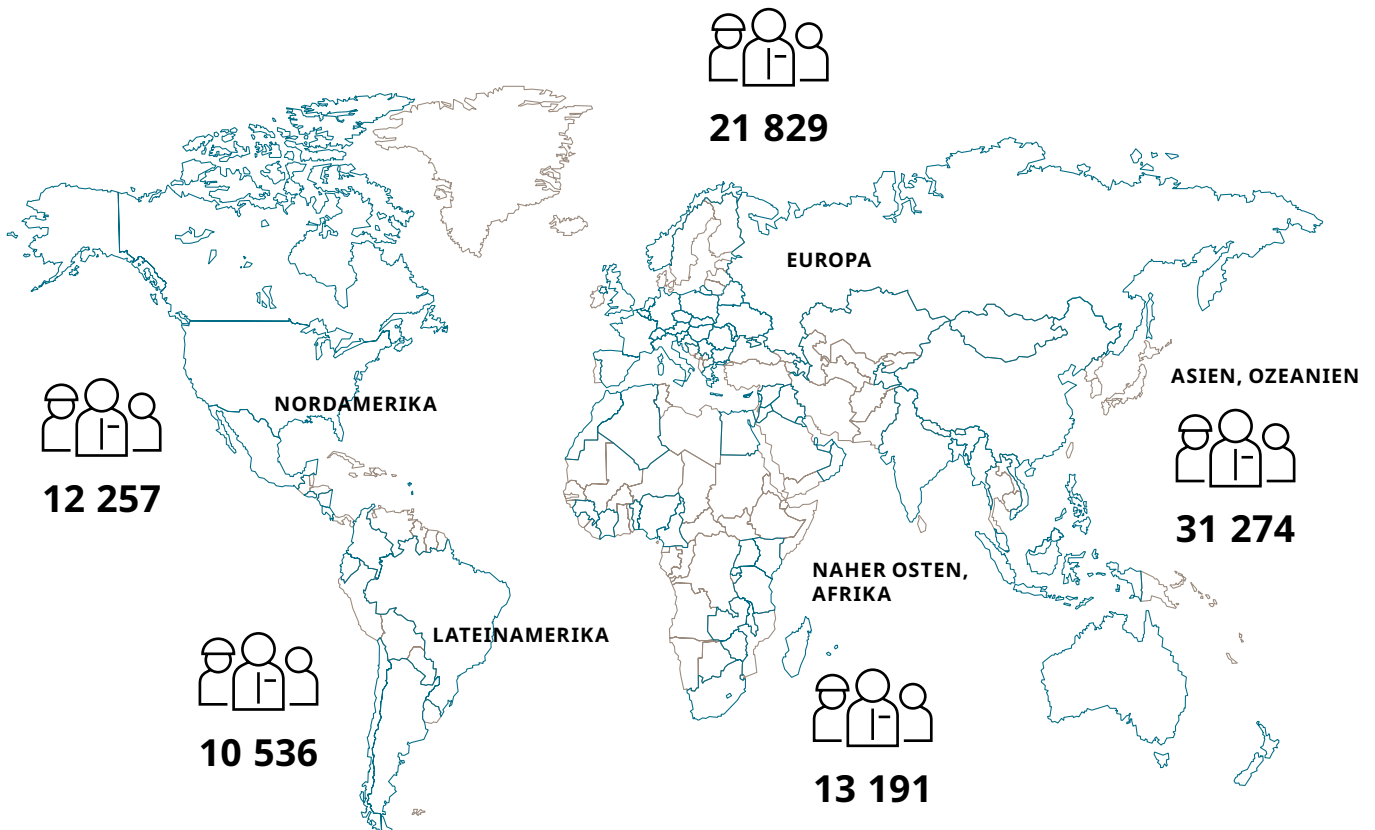 21 829
EUROPA
ASIEN, OZEANIEN
31 274
NORDAMERIKA
12 257
NAHER OSTEN,
AFRIKA
13 191
LATEINAMERIKA
10 536